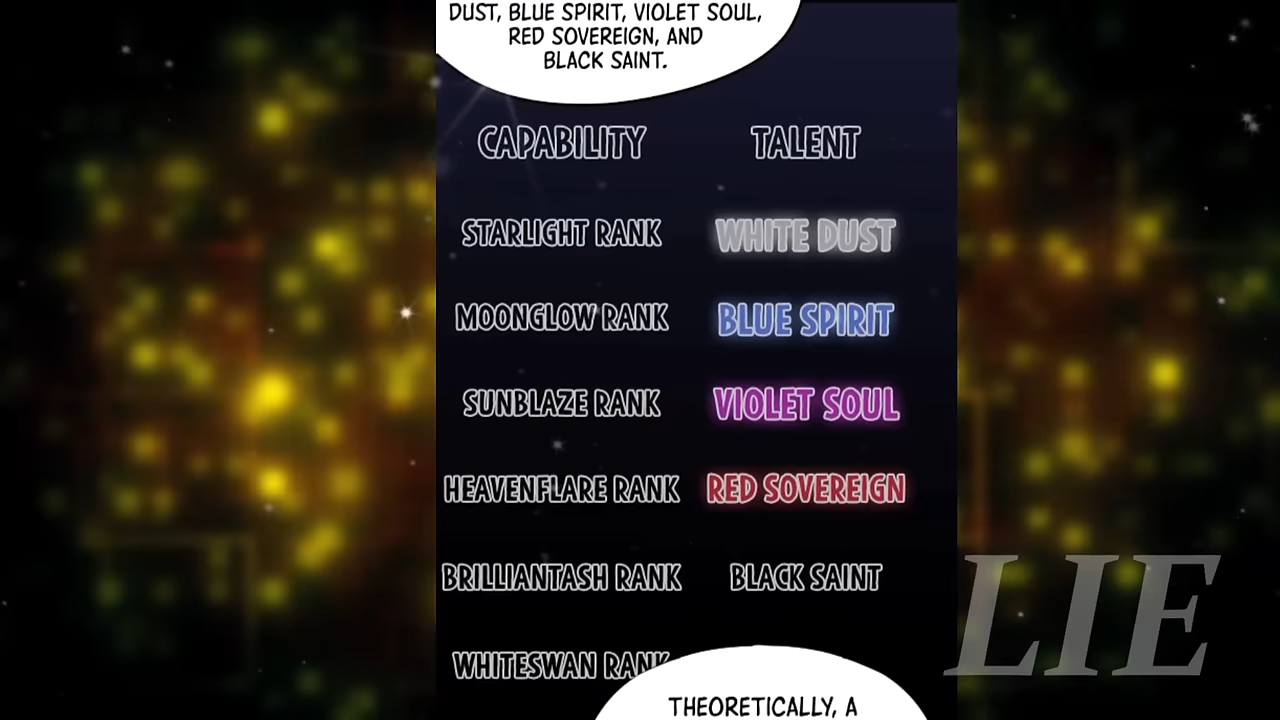 DUST, BLUE SPIRIT, VIOLET SOUL,
RED SOVEREIGN, AND
BLACK SAINT.
CAPABILITY TALENT
STARLIGHT RANK WHITE DUST
MOONGLOW RANK BLUE SPIRIT
SUNBLAZE RANK VIOLET SOUL
HEAVENFLARE RANK RED SOVEREIGN
BRILLIANTASH RANK BLACK SAINT
WHITESWAN RANK
THEORETICALLY, A
LIE